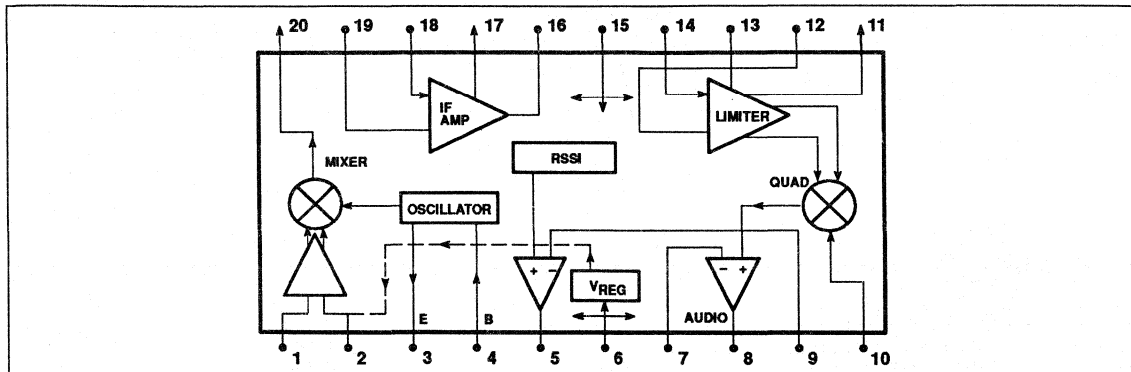 20 19 18 17 16 15 14 13 12 11
IF
AMP
LIMITER
RSSI
MIXER
QUAD
OSCILLATOR
+ −
− +
VREG
E B AUDIO
1 2 3 4 5 6 7 8 9 10